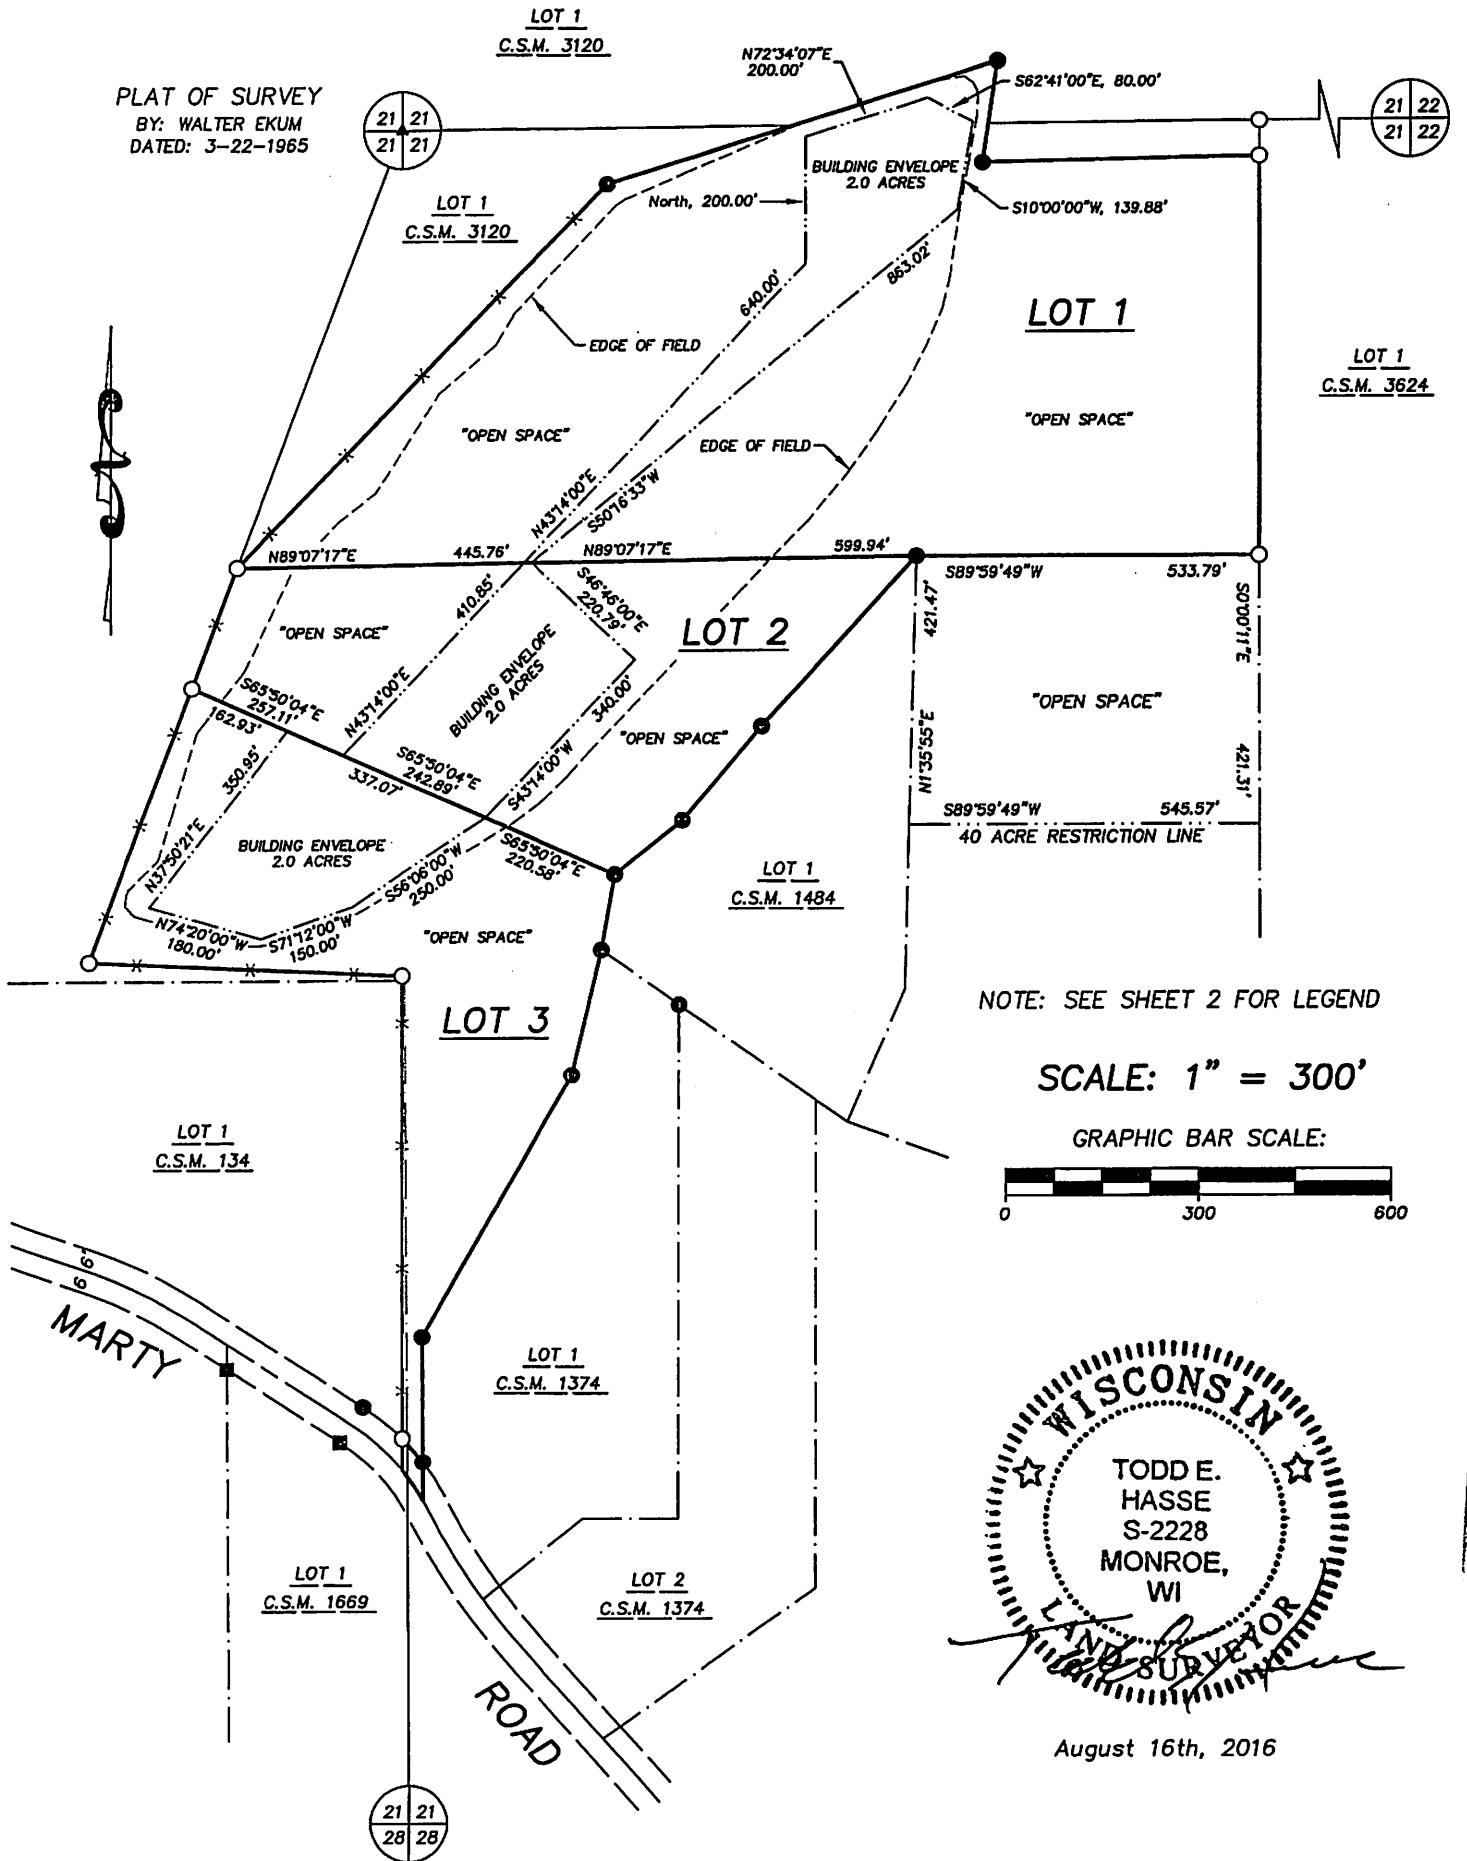 LOT 1
C.S.M. 3120
N72°34'07"E
200.00'
S62°41'00"E, 80.00'
PLAT OF SURVEY
BY: WALTER EKUM
DATED: 3-22-1965
21 21
21 21
21 22
21 22
BUILDING ENVELOPE
2.0 ACRES
LOT 1
C.S.M. 3120
North, 200.00'
S10°00'00"W, 139.88'
863.02'
640.00'
LOT 1
EDGE OF FIELD
LOT 1
C.S.M. 3624
"OPEN SPACE"
"OPEN SPACE"
EDGE OF FIELD
N43°14'00"E
S50°16'33"W
N89°07'17"E
445.76'
N89°07'17"E
599.94'
S89°59'49"W
533.79'
S46°46'00"E
220.79'
410.85'
421.47'
S0°00'11"E
"OPEN SPACE"
LOT 2
BUILDING ENVELOPE
2.0 ACRES
S65°50'04"E
257.11'
162.93'
N43°14'00"E
340.00'
"OPEN SPACE"
"OPEN SPACE"
N1°35'55"E
421.31'
350.95'
S65°50'04"E
242.89'
337.07'
S43°14'00"W
S89°59'49"W
545.57'
40 ACRE RESTRICTION LINE
BUILDING ENVELOPE
2.0 ACRES
N37°50'21"E
S65°50'04"E
220.58'
S56°06'00"W
250.00'
LOT 1
C.S.M. 1484
N74°20'00"W
180.00'
S71°12'00"W
150.00'
"OPEN SPACE"
LOT 3
NOTE: SEE SHEET 2 FOR LEGEND
SCALE: 1" = 300'
GRAPHIC BAR SCALE:
0 300 600
LOT 1
C.S.M. 134
66'
MARTY
LOT 1
C.S.M. 1374
WISCONSIN
TODD E.
HASSE
S-2228
MONROE,
WI
LAND SURVEYOR
LOT 1
C.S.M. 1669
LOT 2
C.S.M. 1374
ROAD
August 16th, 2016
21 21
28 28